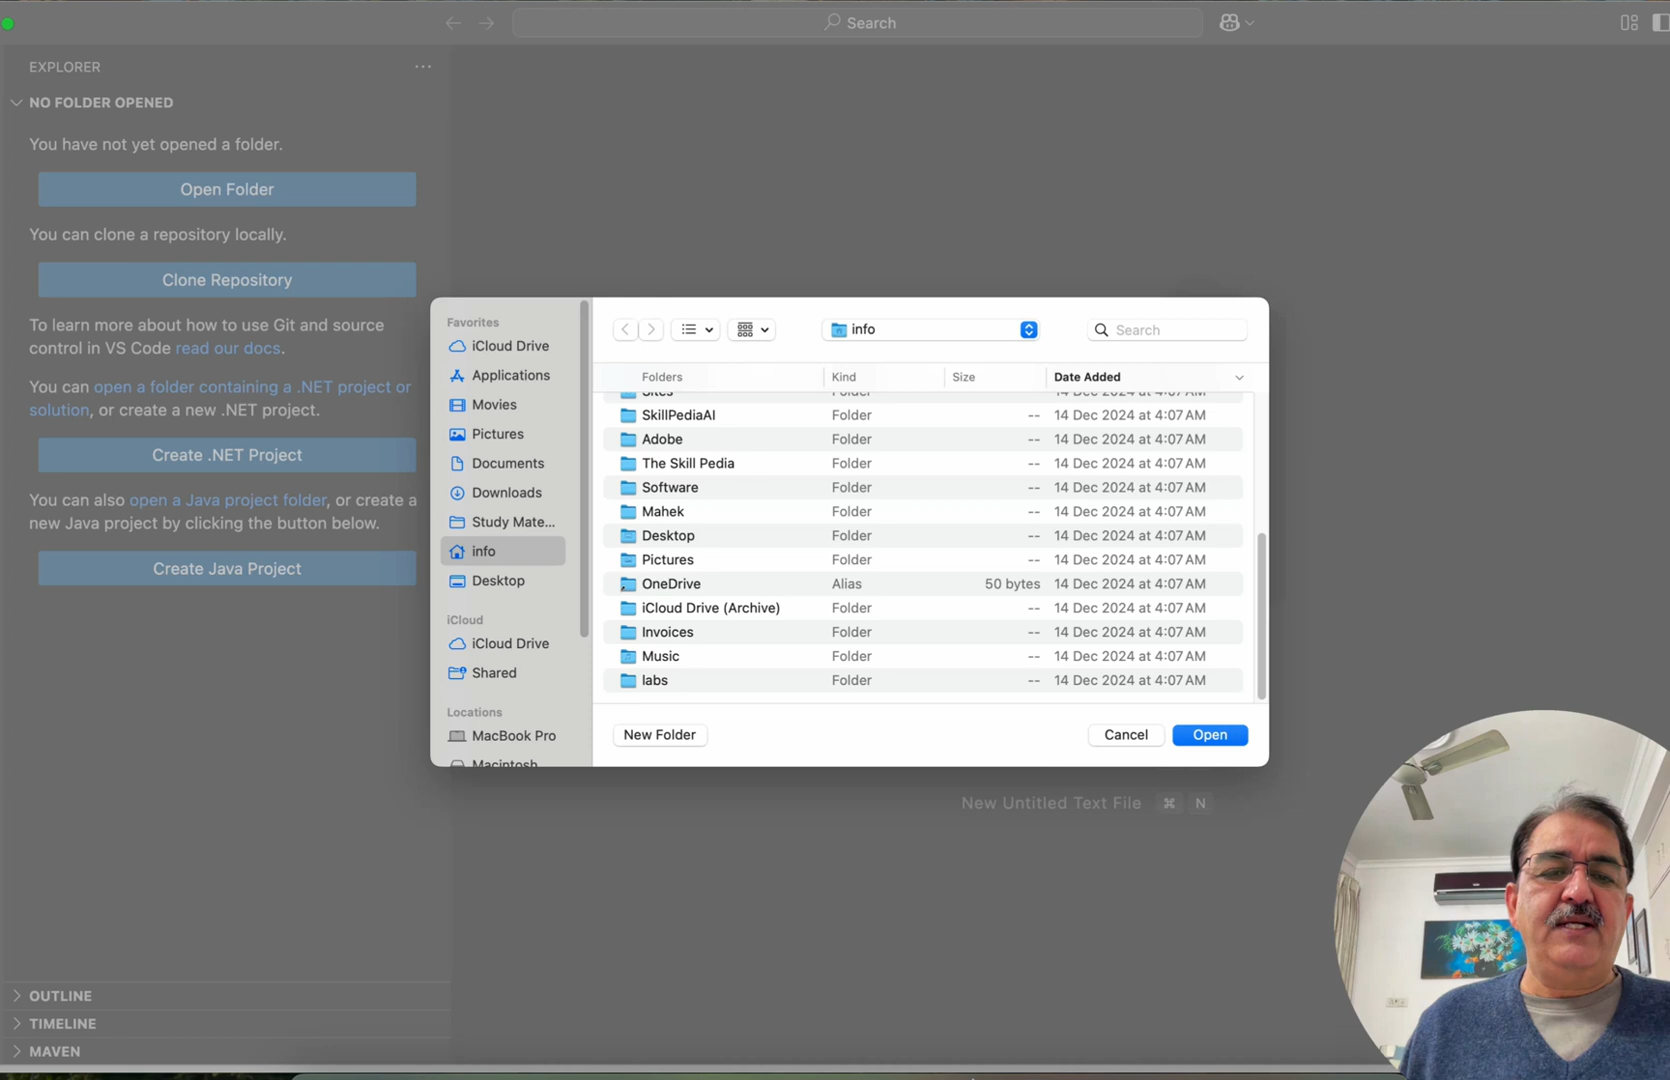 Search
EXPLORER
NO FOLDER OPENED
You have not yet opened a folder.
Open Folder
You can clone a repository locally.
Clone Repository
To learn more about how to use Git and source
control in VS Code read our docs.
You can open a folder containing a .NET project or
solution, or create a new .NET project.
Create .NET Project
You can also open a Java project folder, or create a
new Java project by clicking the button below.
Create Java Project
OUTLINE
TIMELINE
MAVEN
Favorites
iCloud Drive
Applications
Movies
Pictures
Documents
Downloads
Study Mate...
info
Desktop
iCloud
iCloud Drive
Shared
Locations
MacBook Pro
Macintosh
info
Search
Folders Kind Size Date Added
Sites Folder -- 14 Dec 2024 at 4:07 AM
SkillPediaAI Folder -- 14 Dec 2024 at 4:07 AM
Adobe Folder -- 14 Dec 2024 at 4:07 AM
The Skill Pedia Folder -- 14 Dec 2024 at 4:07 AM
Software Folder -- 14 Dec 2024 at 4:07 AM
Mahek Folder -- 14 Dec 2024 at 4:07 AM
Desktop Folder -- 14 Dec 2024 at 4:07 AM
Pictures Folder -- 14 Dec 2024 at 4:07 AM
OneDrive Alias 50 bytes 14 Dec 2024 at 4:07 AM
iCloud Drive (Archive) Folder -- 14 Dec 2024 at 4:07 AM
Invoices Folder -- 14 Dec 2024 at 4:07 AM
Music Folder -- 14 Dec 2024 at 4:07 AM
labs Folder -- 14 Dec 2024 at 4:07 AM
New Folder Cancel Open
New Untitled Text File ⌘ N